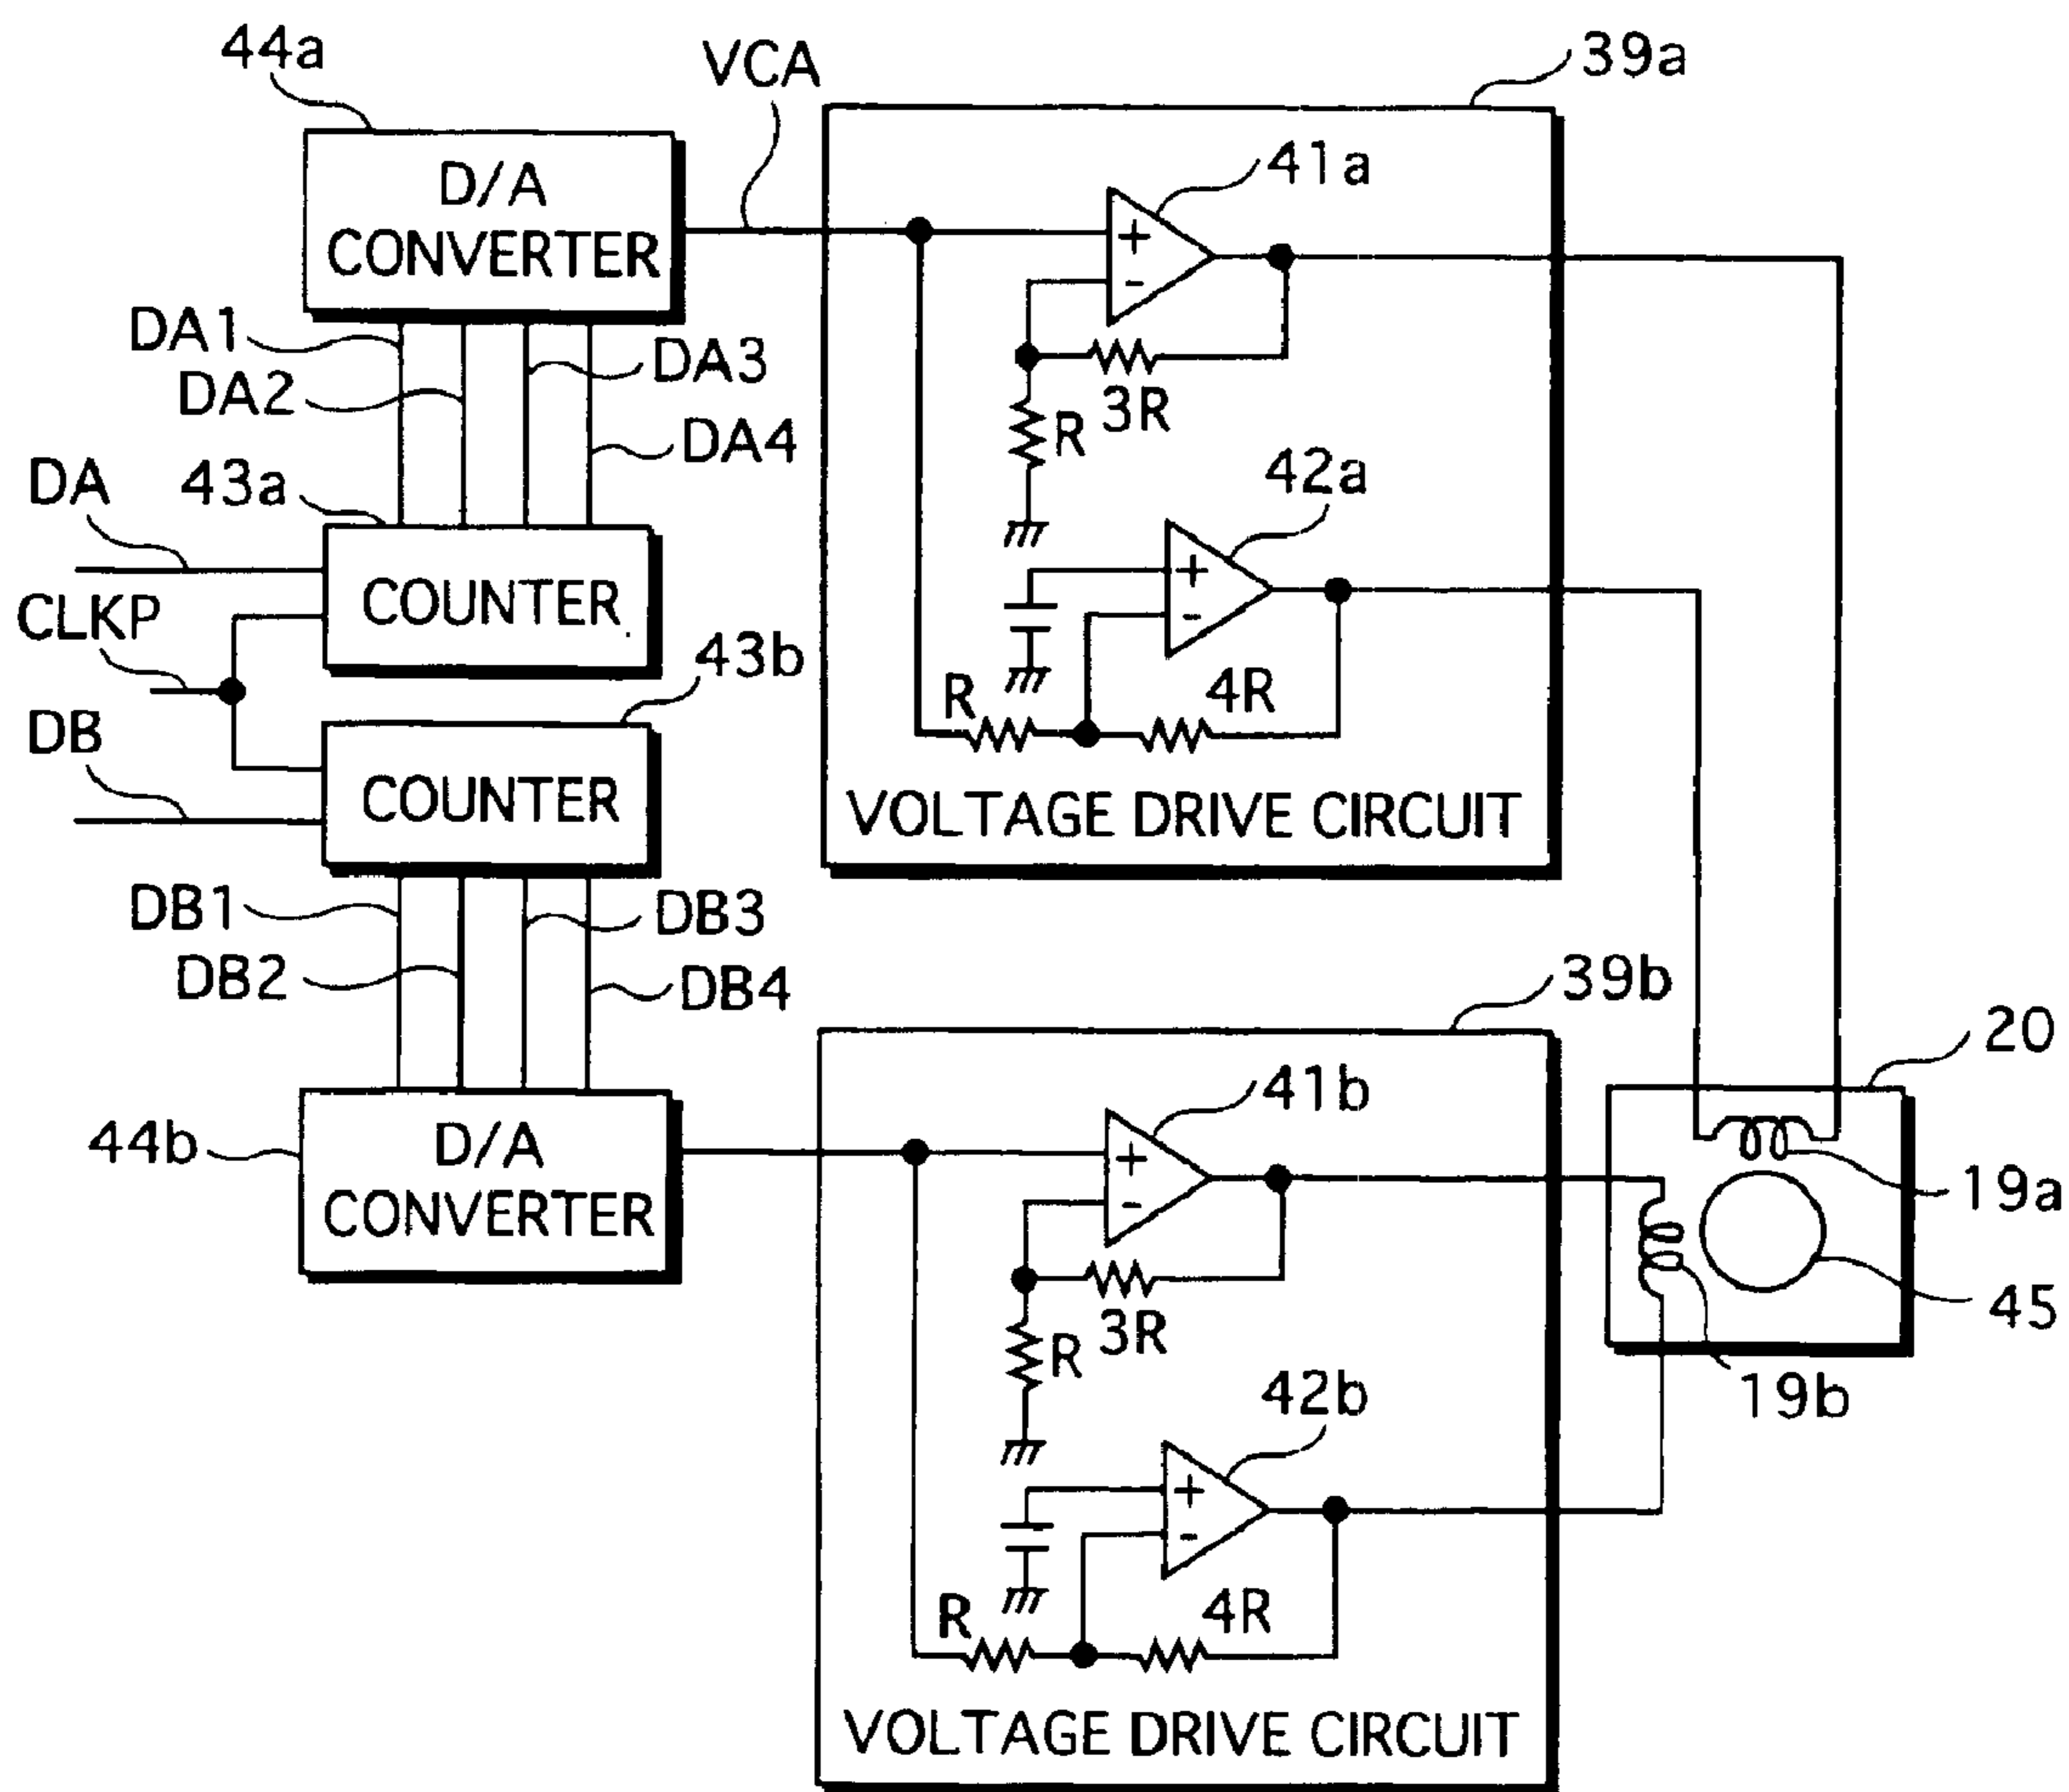 44a
VCA
39a
D/A
CONVERTER
41a
+
-
DA1
DA2
DA3
DA4
3R
R
DA
43a
42a
COUNTER
+
-
CLKP
43b
R
4R
DB
COUNTER
VOLTAGE DRIVE CIRCUIT
DB1
DB2
DB3
DB4
39b
20
44b
D/A
CONVERTER
41b
+
-
19a
3R
R
45
19b
42b
+
-
R
4R
VOLTAGE DRIVE CIRCUIT